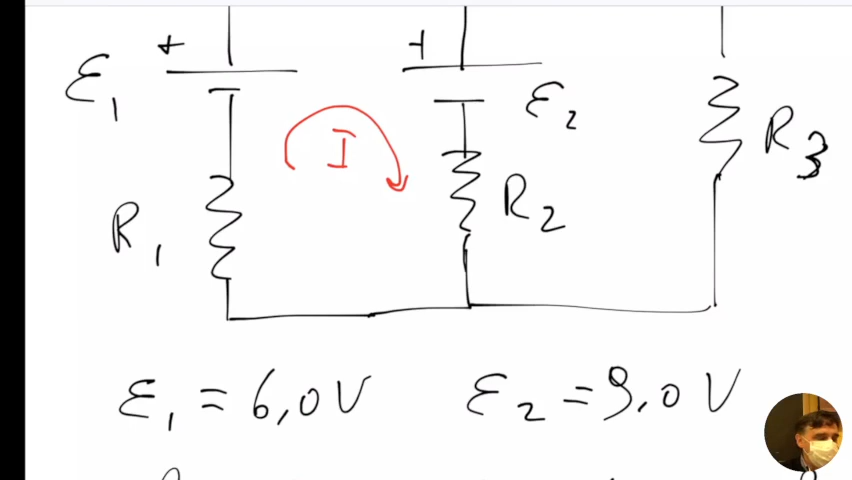 + +
ε₁ I ε₂ R₃
R₁ R₂
ε₁ = 6,0 V ε₂ = 9,0 V